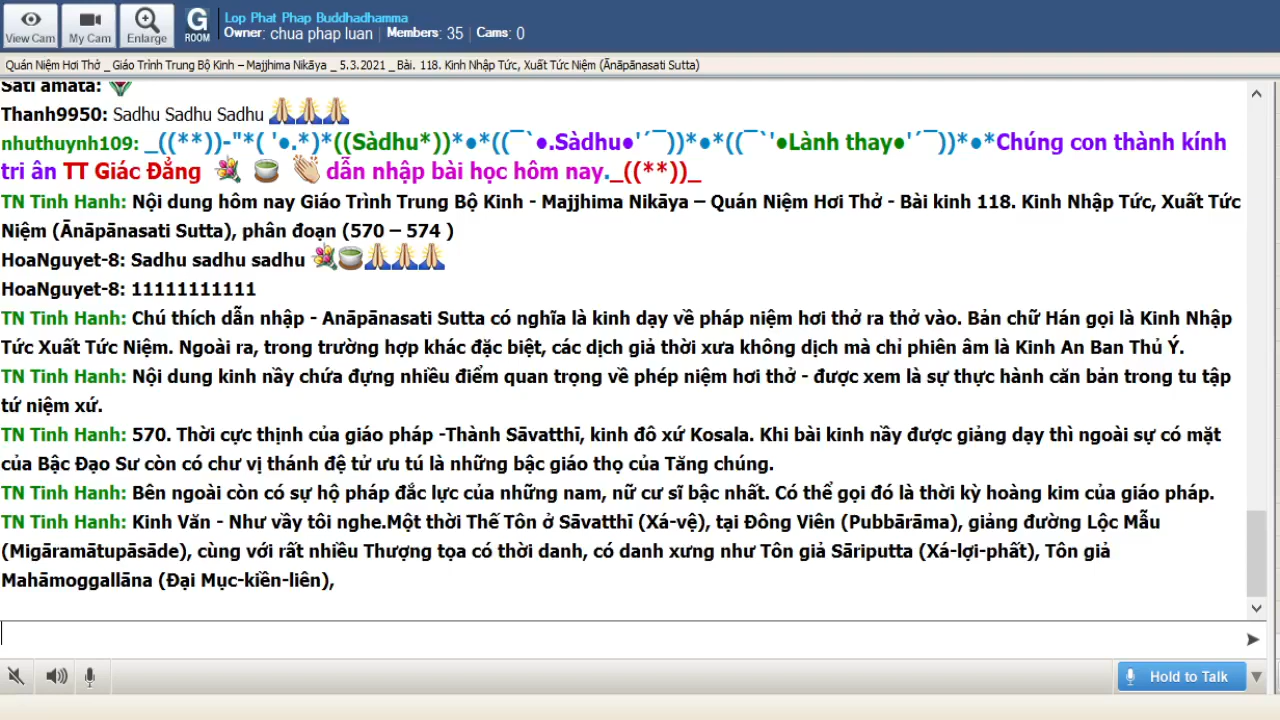 View Cam
My Cam
Enlarge
G
ROOM
Lop Phat Phap Buddhadhamma
Owner: chua phap luan | Members: 35 | Cams: 0
Quán Niệm Hơi Thở _ Giáo Trình Trung Bộ Kinh – Majjhima Nikāya _ 5.3.2021 _ Bài. 118. Kinh Nhập Tức, Xuất Tức Niệm (Ānāpānasati Sutta)
Sati amata:
Thanh9950: Sadhu Sadhu Sadhu 🙏🙏🙏
nhuthuynh109: _((**))-"*( '●.*)*((Sàdhu*))*●*((¯`●.Sàdhu●'´¯))*●*((¯`'●Lành thay●'´¯))*●*Chúng con thành kính
tri ân TT Giác Đẳng 💐 🍵 👏 dẫn nhập bài học hôm nay._((**))_
TN Tinh Hanh: Nội dung hôm nay Giáo Trình Trung Bộ Kinh - Majjhima Nikāya – Quán Niệm Hơi Thở - Bài kinh 118. Kinh Nhập Tức, Xuất Tức
Niệm (Ānāpānasati Sutta), phân đoạn (570 – 574 )
HoaNguyet-8: Sadhu sadhu sadhu 💐🍵🙏🙏🙏
HoaNguyet-8: 11111111111
TN Tinh Hanh: Chú thích dẫn nhập - Anāpānasati Sutta có nghĩa là kinh dạy về pháp niệm hơi thở ra thở vào. Bản chữ Hán gọi là Kinh Nhập
Tức Xuất Tức Niệm. Ngoài ra, trong trường hợp khác đặc biệt, các dịch giả thời xưa không dịch mà chỉ phiên âm là Kinh An Ban Thủ Ý.
TN Tinh Hanh: Nội dung kinh nầy chứa đựng nhiều điểm quan trọng về phép niệm hơi thở - được xem là sự thực hành căn bản trong tu tập
tứ niệm xứ.
TN Tinh Hanh: 570. Thời cực thịnh của giáo pháp -Thành Sāvatthī, kinh đô xứ Kosala. Khi bài kinh nầy được giảng dạy thì ngoài sự có mặt
của Bậc Đạo Sư còn có chư vị thánh đệ tử ưu tú là những bậc giáo thọ của Tăng chúng.
TN Tinh Hanh: Bên ngoài còn có sự hộ pháp đắc lực của những nam, nữ cư sĩ bậc nhất. Có thể gọi đó là thời kỳ hoàng kim của giáo pháp.
TN Tinh Hanh: Kinh Văn - Như vầy tôi nghe.Một thời Thế Tôn ở Sāvatthī (Xá-vệ), tại Đông Viên (Pubbārāma), giảng đường Lộc Mẫu
(Migāramātupāsāde), cùng với rất nhiều Thượng tọa có thời danh, có danh xưng như Tôn giả Sāriputta (Xá-lợi-phất), Tôn giả
Mahāmoggallāna (Đại Mục-kiền-liên),
Hold to Talk